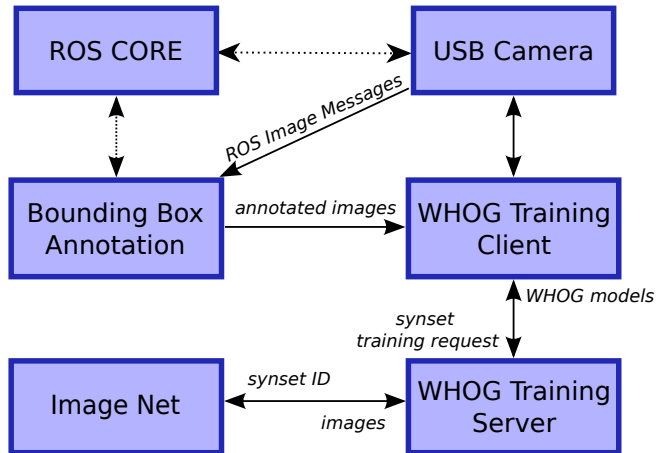 ROS CORE
USB Camera
ROS Image Messages
Bounding Box
Annotation
annotated images
WHOG Training
Client
WHOG models
synset
training request
Image Net
synset ID
images
WHOG Training
Server